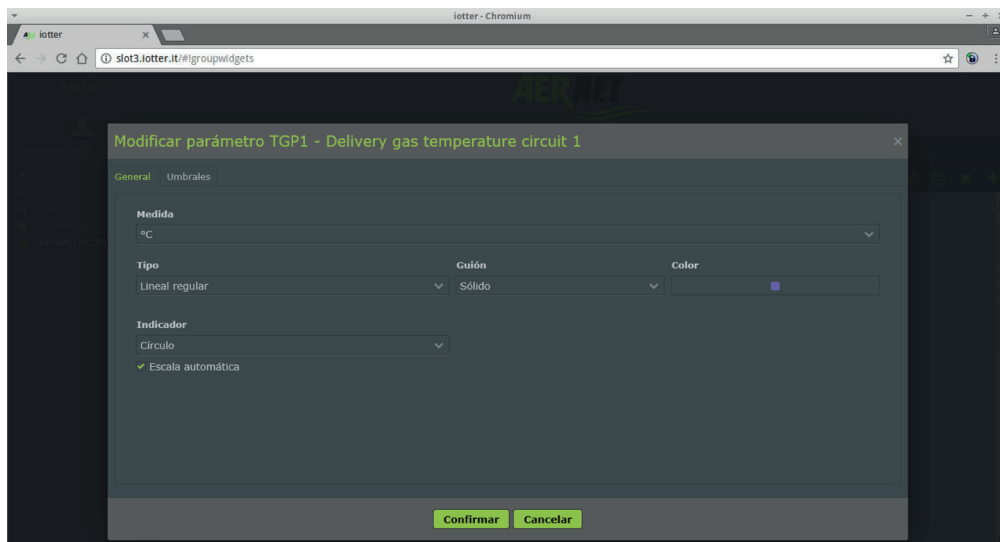 iotter - Chromium
iotter
slot3.iotter.it/#!groupwidgets
AERNET
Modificar parámetro TGP1 - Delivery gas temperature circuit 1
General Umbrales
Medida
°C
Tipo Guión Color
Lineal regular Sólido
Indicador
Círculo
Escala automática
Confirmar Cancelar